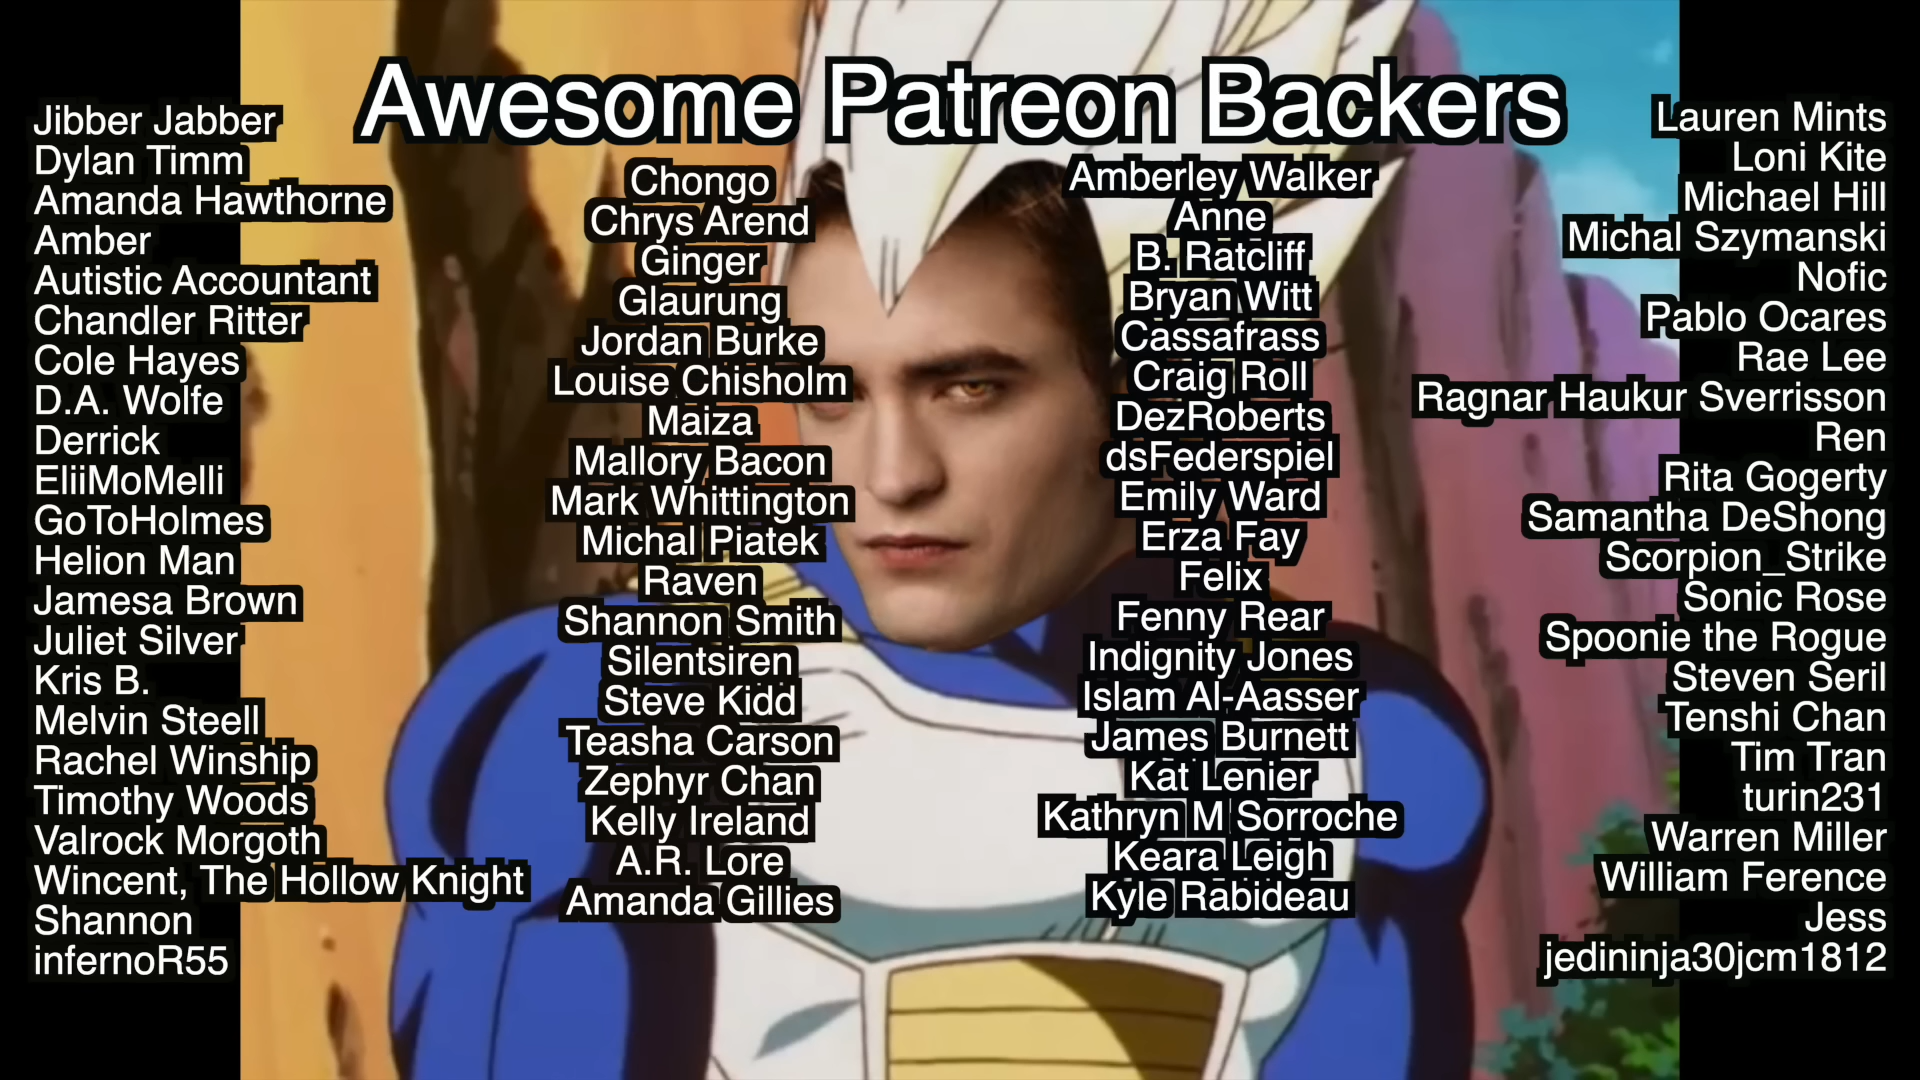 Awesome Patreon Backers
Jibber Jabber
Dylan Timm
Amanda Hawthorne
Amber
Autistic Accountant
Chandler Ritter
Cole Hayes
D.A. Wolfe
Derrick
EliiMoMelli
GoToHolmes
Helion Man
Jamesa Brown
Juliet Silver
Kris B.
Melvin Steell
Rachel Winship
Timothy Woods
Valrock Morgoth
Wincent, The Hollow Knight
Shannon
infernoR55
Chongo
Chrys Arend
Ginger
Glaurung
Jordan Burke
Louise Chisholm
Maiza
Mallory Bacon
Mark Whittington
Michal Piatek
Raven
Shannon Smith
Silentsiren
Steve Kidd
Teasha Carson
Zephyr Chan
Kelly Ireland
A.R. Lore
Amanda Gillies
Amberley Walker
Anne
B. Ratcliff
Bryan Witt
Cassafrass
Craig Roll
DezRoberts
dsFederspiel
Emily Ward
Erza Fay
Felix
Fenny Rear
Indignity Jones
Islam Al-Aasser
James Burnett
Kat Lenier
Kathryn M Sorroche
Keara Leigh
Kyle Rabideau
Lauren Mints
Loni Kite
Michael Hill
Michal Szymanski
Nofic
Pablo Ocares
Rae Lee
Ragnar Haukur Sverrisson
Ren
Rita Gogerty
Samantha DeShong
Scorpion_Strike
Sonic Rose
Spoonie the Rogue
Steven Seril
Tenshi Chan
Tim Tran
turin231
Warren Miller
William Ference
Jess
jedininja30jcm1812